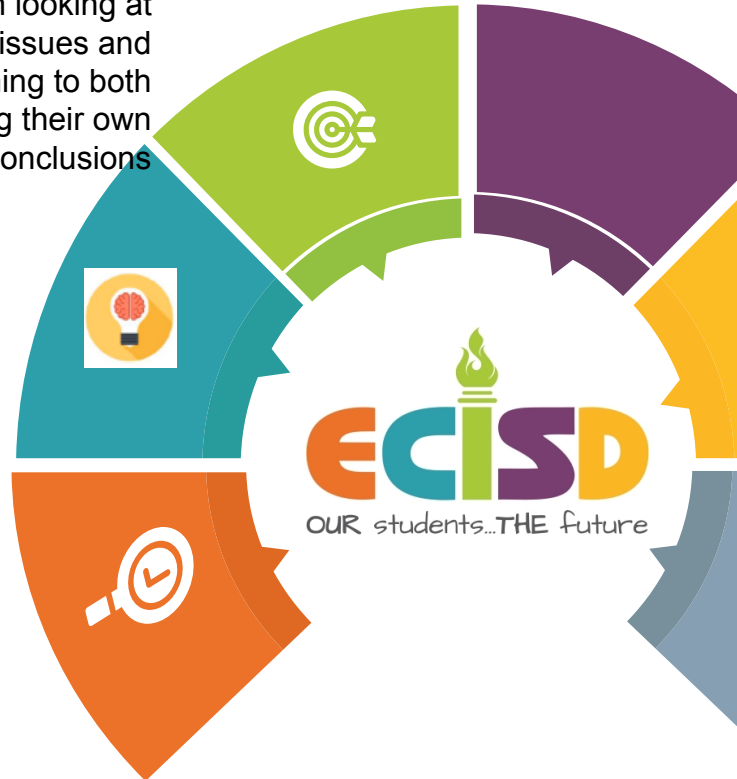 looking at
issues and
ing to both
g their own
onclusions
ECISD
OUR students...THE future